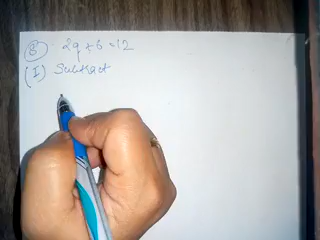 (8) 2q + 6 = 12
(I) Subtract